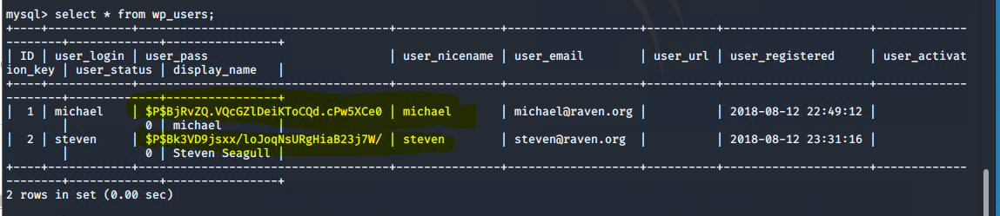 mysql> select * from wp_users;
+----+------------+------------------------------------+---------------+-------------------+----------+---------------------+-------------
--------+-------------+----------------+
| ID | user_login | user_pass                          | user_nicename | user_email        | user_url | user_registered     | user_activat
ion_key | user_status | display_name   |
+----+------------+------------------------------------+---------------+-------------------+----------+---------------------+-------------
--------+-------------+----------------+
|  1 | michael    | $P$BjRvZQ.VQcGZlDeiKToCQd.cPw5XCe0 | michael       | michael@raven.org |          | 2018-08-12 22:49:12 |
        |           0 | michael        |
|  2 | steven     | $P$Bk3VD9jsxx/loJoqNsURgHiaB23j7W/ | steven        | steven@raven.org  |          | 2018-08-12 23:31:16 |
        |           0 | Steven Seagull |
+----+------------+------------------------------------+---------------+-------------------+----------+---------------------+-------------
--------+-------------+----------------+
2 rows in set (0.00 sec)